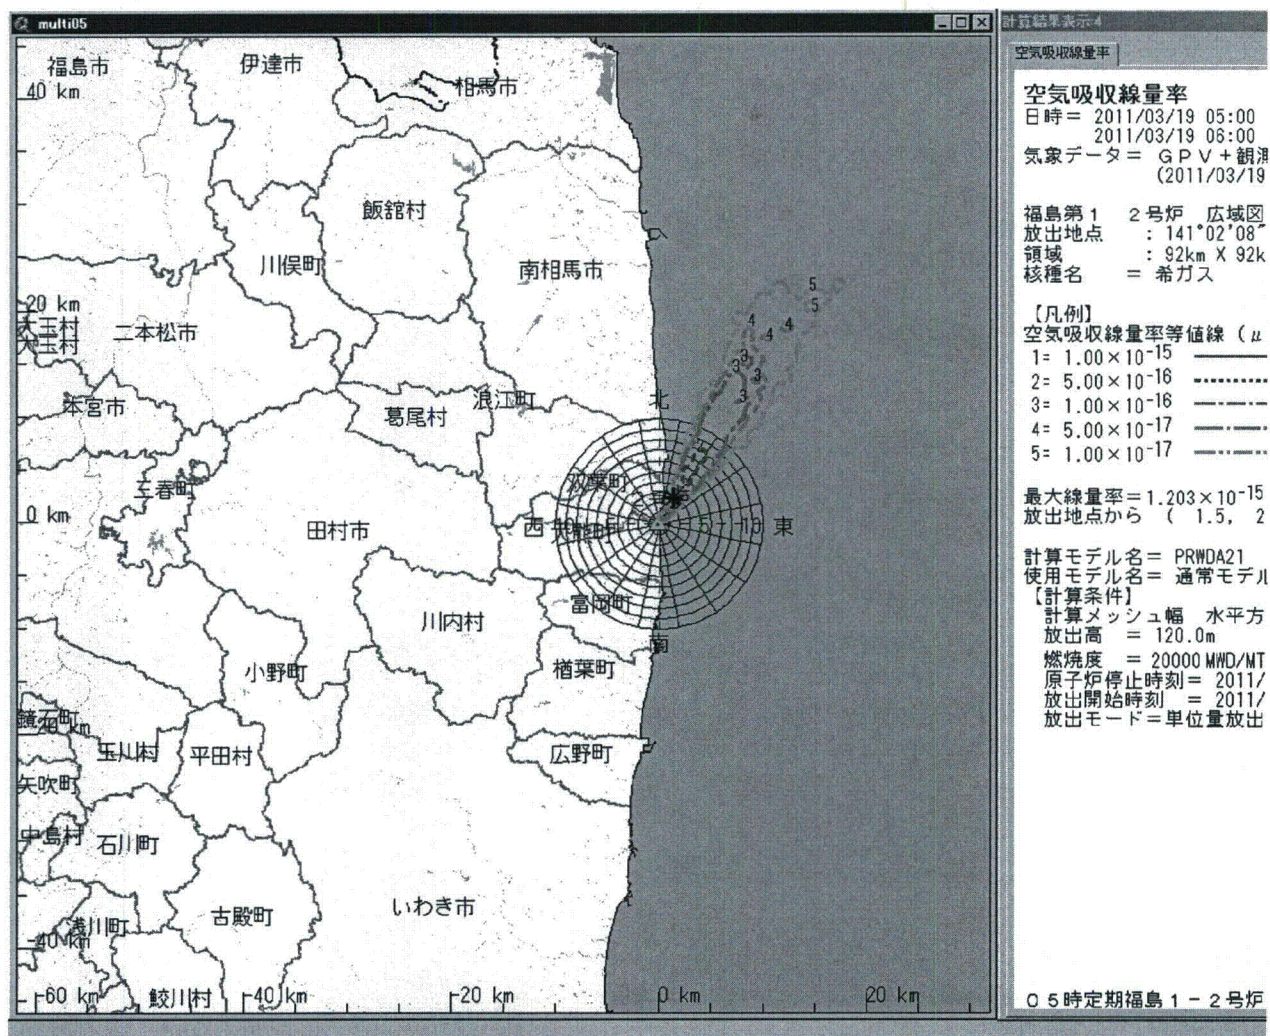 multi05
計算結果表示:4
空気吸収線量率
福島市
伊達市
相馬市
40 km
飯舘村
川俣町
南相馬市
20 km
大玉村
大玉村
二本松市
本宮市
葛尾村
浪江町
北
5
5
4
4
4
3
3
3
3
三春町
双葉町
0 km
田村市
西
大熊町
東
富岡町
川内村
南
小野町
楢葉町
鏡石町
玉川村
平田村
広野町
矢吹町
中島村
石川町
いわき市
古殿町
浅川町
-40 km
鮫川村
-60 km
-40 km
-20 km
0 km
20 km
空気吸収線量率
日時= 2011/03/19 05:00
2011/03/19 06:00
気象データ= GPV+観測
(2011/03/19
福島第1 2号炉 広域図
放出地点 : 141°02'08"
領域 : 92km X 92k
核種名 = 希ガス
【凡例】
空気吸収線量率等値線 (μ
1= 1.00×10-15
2= 5.00×10-16
3= 1.00×10-16
4= 5.00×10-17
5= 1.00×10-17
最大線量率=1.203×10-15
放出地点から ( 1.5, 2
計算モデル名= PRWDA21
使用モデル名= 通常モデル
【計算条件】
計算メッシュ幅 水平方
放出高 = 120.0m
燃焼度 = 20000MWD/MT
原子炉停止時刻= 2011/
放出開始時刻 = 2011/
放出モード=単位量放出
05時定期福島1-2号炉